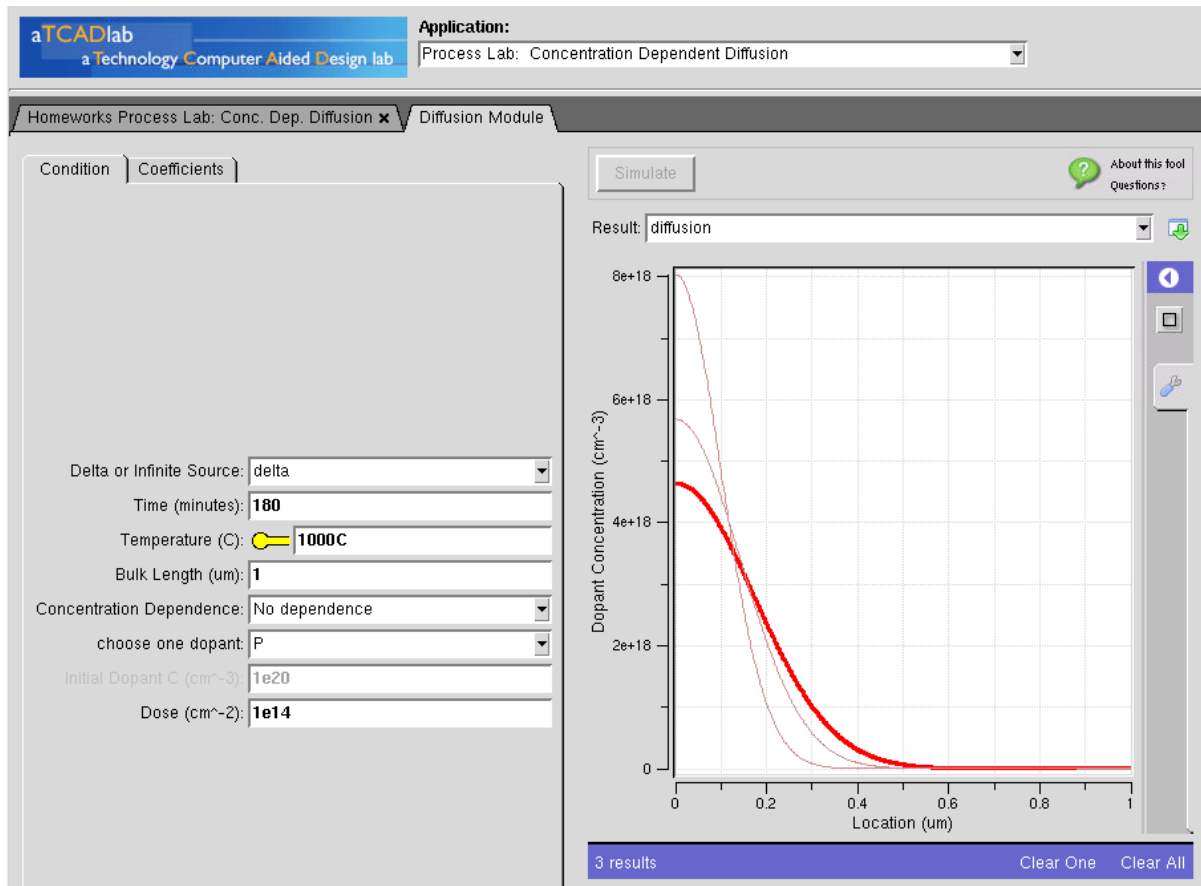 aTCADlab
a Technology Computer Aided Design lab
Application:
Process Lab: Concentration Dependent Diffusion
Homeworks Process Lab: Conc. Dep. Diffusion ×
Diffusion Module
Condition
Coefficients
Delta or Infinite Source: delta
Time (minutes): 180
Temperature (C): 1000C
Bulk Length (um): 1
Concentration Dependence: No dependence
choose one dopant: P
Initial Dopant C (cm^-3): 1e20
Dose (cm^-2): 1e14
Simulate
?
About this tool
Questions?
Result: diffusion
8e+18
6e+18
4e+18
2e+18
0
Dopant Concentration (cm^-3)
0 0.2 0.4 0.6 0.8 1
Location (um)
3 results
Clear One
Clear All